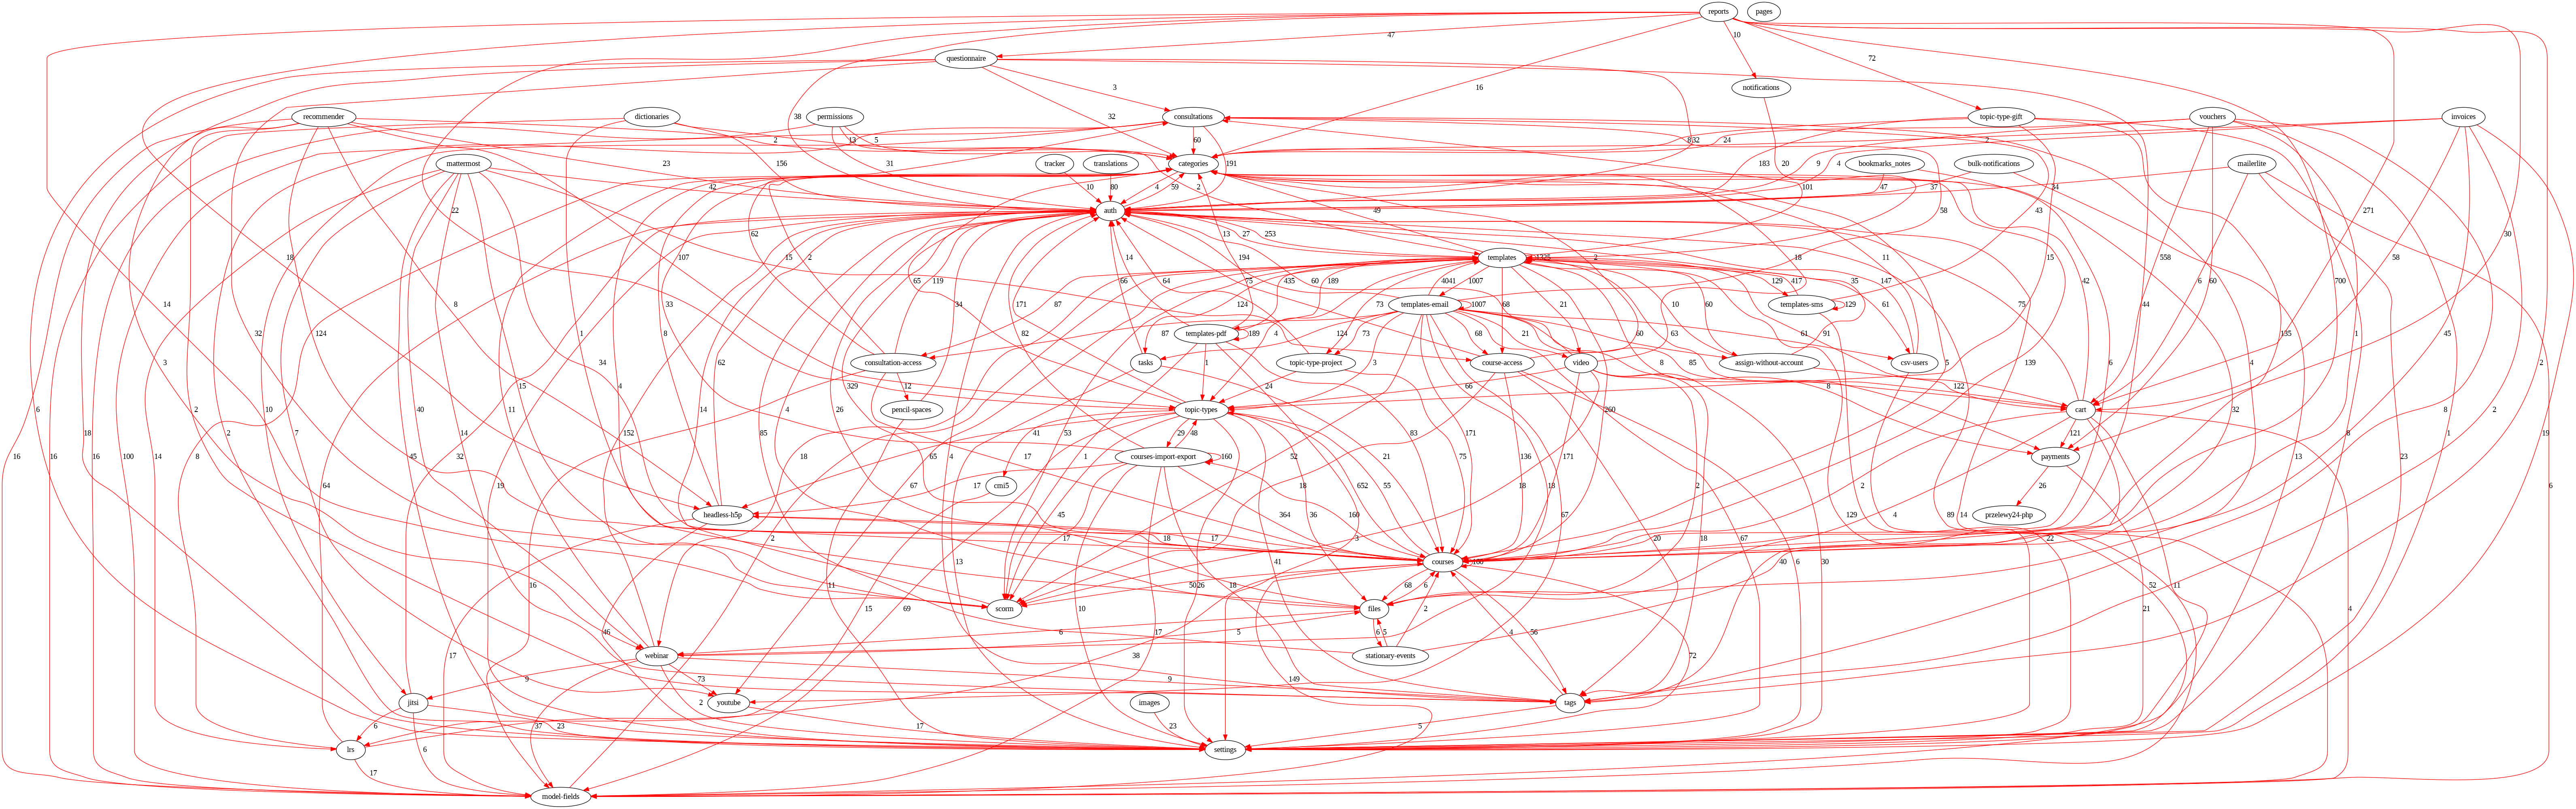 reports pages
47 10
questionnaire 72
3 16 notifications
recommender dictionaries permissions 38 32 consultations topic-type-gift vouchers invoices
2 13 5 60 24 2
mattermost 23 156 31 tracker translations categories 183 20 9 4 bookmarks_notes bulk-notifications mailerlite
42 10 80 4 59 191 2 101 47 37
22 auth 49 58 43 271
62 15 107 13 27 253 30
18 2 194 templates 2 18 15 558 58
14 8 33 65 119 34 66 14 64 435 189 60 75 4041 1007 68 21 129 417 35 147 11 42 6 60 700
87 124 73 10 templates-sms 129 61 75 44
32 124 171 templates-email 1007
8 62 82 templates-pdf 189 4 124 21 60 63 61 135 1 45
3 1 34 consultation-access 87 tasks 1 topic-type-project 73 68 course-access video 8 85 91 assign-without-account csv-users 139 5 6
2 4 329 12 24 3 66 8 122 32 13 8 2
10 40 15 11 14 4 26 pencil-spaces topic-types 260 cart 1 19
18 2 7 14 152 85 41 53 29 48 83 171 121
16 16 16 100 14 8 45 32 18 65 1 17 courses-import-export 160 21 75 136 payments 23
64 19 67 17 cmi5 52 55 652 18 171 2 26 6
4 headless-h5p 45 364 160 36 13 67 4 129 89 14 przelewy24-php
17 18 17 3 20 18 67 22
2 13 41 courses 40 6 30
17 16 11 50 26 18 68 6 52 11
46 15 69 scorm files 2 21 4
6 5 17 6 5 4 56
webinar 38 stationary-events 72
9 73 9 149
jitsi youtube 2 images tags
6 37 23 17 23 5
lrs 6 settings
17
model-fields